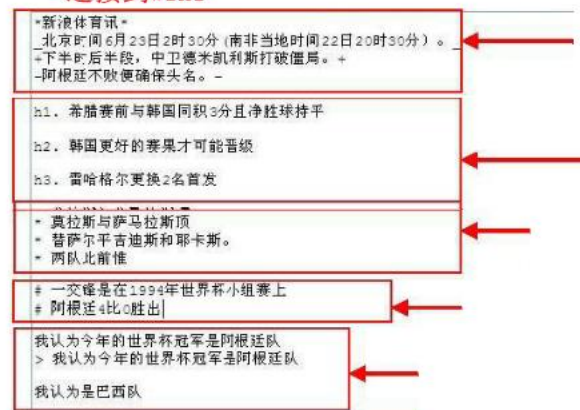 *新浪体育讯*
_北京时间6月23日2时30分(南非当地时间22日20时30分)。_
+下半时后半段，中卫德米凯利斯打破僵局。+
-阿根廷不败便确保头名。-
h1. 希腊赛前与韩国同积3分且净胜球持平
h2. 韩国更好的赛果才可能晋级
h3. 雷哈格尔更换2名首发
* 莫拉斯与萨马拉斯顶
* 替萨尔平吉迪斯和耶卡斯。
* 两队此前惟
# 一交锋是在1994年世界杯小组赛上
# 阿根廷4比0胜出
我认为今年的世界杯冠军是阿根廷队
> 我认为今年的世界杯冠军是阿根廷队
我认为是巴西队